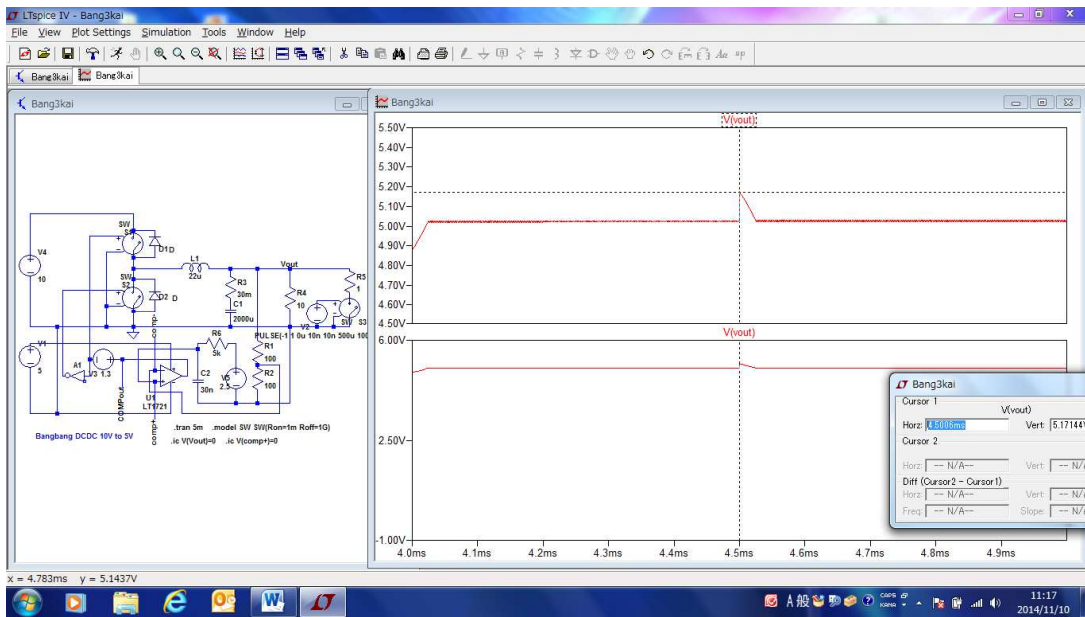 LTspice IV - Bang3kai
File View Plot Settings Simulation Tools Window Help
Bang3kai Bang3kai
Bang3kai
Bang3kai
V(vout)
5.50V
5.40V
5.30V
5.20V
5.10V
5.00V
4.90V
4.80V
4.70V
4.60V
4.50V
V(vout)
6.00V
2.50V
-1.00V
4.0ms 4.1ms 4.2ms 4.3ms 4.4ms 4.5ms 4.6ms 4.7ms 4.8ms 4.9ms
SW
S1
D1 D
V4
10
L1
22u
Vout
R5
1
SW
S2
D2 D
R3
30m
C1
2000u
R4
10
V2
SW S3
PULSE(-1 1 0u 10n 10n 500u
comp-
V1
5
R6
5k
R1
100
A1
V3 1.3
C2
30n
V5
2.5
R2
100
U1
LT1721
COMPout
comp+
.tran 5m .model SW SW(Ron=1m Roff=1G)
.ic V(Vout)=0 .ic V(comp+)=0
Bangbang DCDC 10V to 5V
Bang3kai
Cursor 1
V(vout)
Horz: 4.5006ms Vert: 5.17144V
Cursor 2
Horz: -- N/A-- Vert: -- N/A
Diff (Cursor2 - Cursor1)
Horz: -- N/A-- Vert: -- N/A
Freq: -- N/A-- Slope: -- N/A
x = 4.783ms y = 5.1437V
A 般 CAPS KANA
11:17
2014/11/10